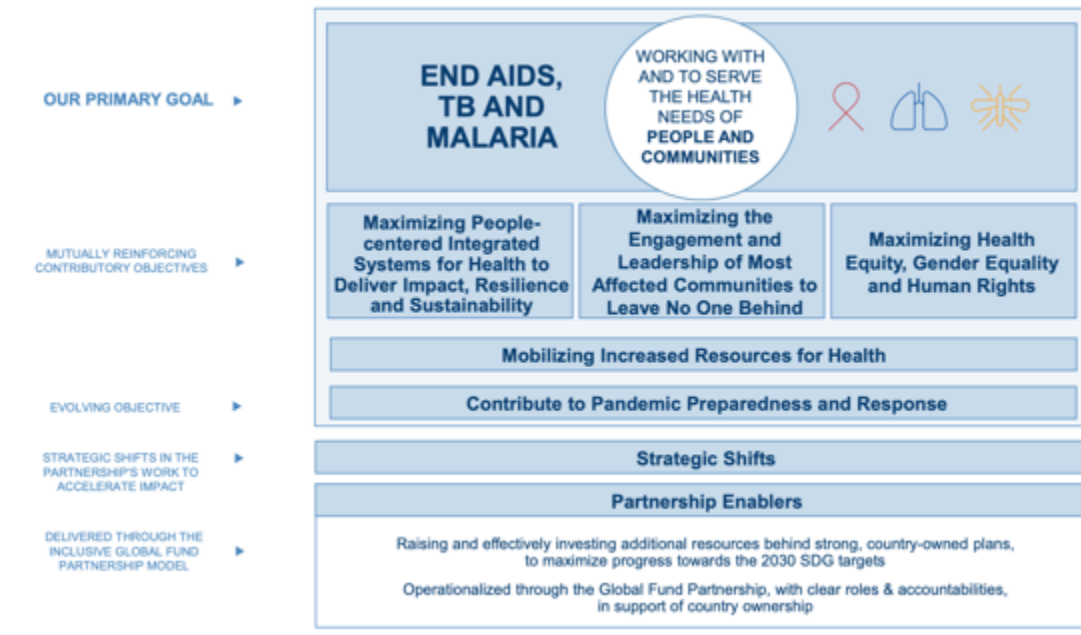 OUR PRIMARY GOAL
END AIDS,
TB AND
MALARIA
WORKING WITH
AND TO SERVE
THE HEALTH
NEEDS OF
PEOPLE AND
COMMUNITIES
MUTUALLY REINFORCING
CONTRIBUTORY OBJECTIVES
Maximizing People-
centered Integrated
Systems for Health to
Deliver Impact, Resilience
and Sustainability
Maximizing the
Engagement and
Leadership of Most
Affected Communities to
Leave No One Behind
Maximizing Health
Equity, Gender Equality
and Human Rights
Mobilizing Increased Resources for Health
EVOLVING OBJECTIVE
Contribute to Pandemic Preparedness and Response
STRATEGIC SHIFTS IN THE
PARTNERSHIP'S WORK TO
ACCELERATE IMPACT
Strategic Shifts
Partnership Enablers
DELIVERED THROUGH THE
INCLUSIVE GLOBAL FUND
PARTNERSHIP MODEL
Raising and effectively investing additional resources behind strong, country-owned plans,
to maximize progress towards the 2030 SDG targets
Operationalized through the Global Fund Partnership, with clear roles & accountabilities,
in support of country ownership